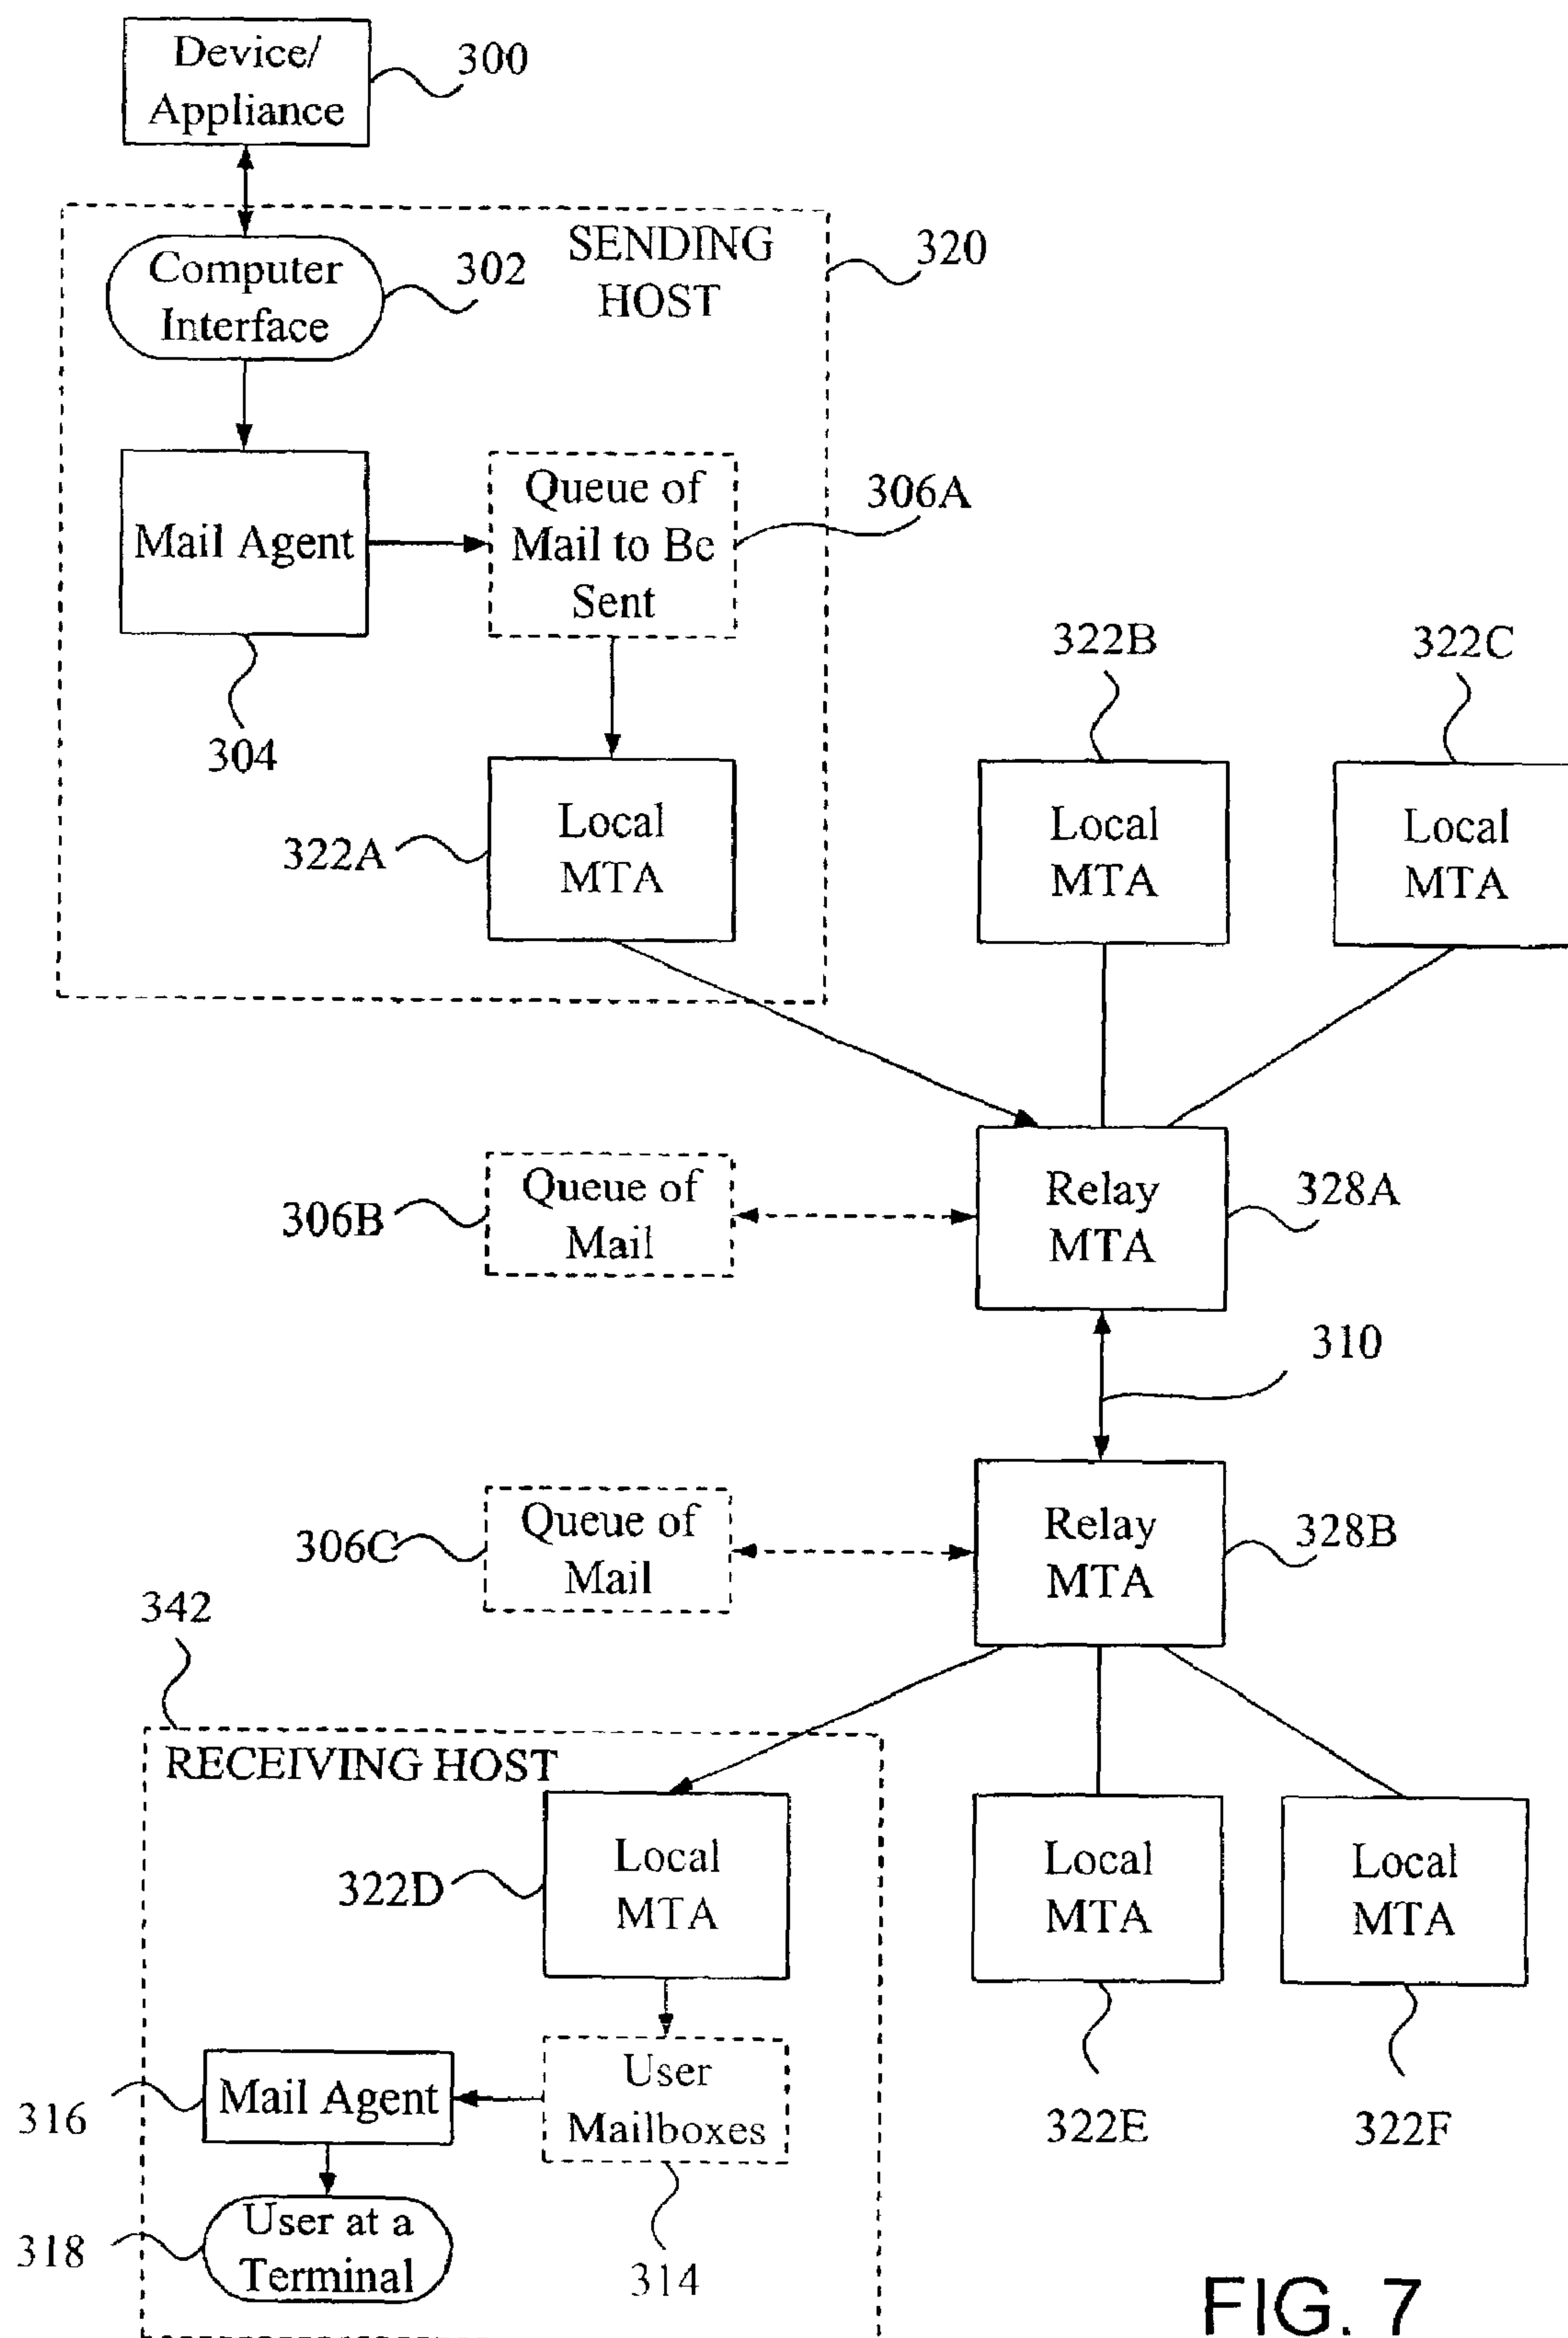 Device/
Appliance
300
SENDING
HOST
320
Computer
Interface
302
Mail Agent
304
Queue of
Mail to Be
Sent
306A
322A
Local
MTA
322B
Local
MTA
322C
Local
MTA
306B
Queue of
Mail
Relay
MTA
328A
310
306C
Queue of
Mail
Relay
MTA
328B
342
RECEIVING HOST
322D
Local
MTA
Local
MTA
322E
Local
MTA
322F
316
Mail Agent
User
Mailboxes
314
318
User at a
Terminal
FIG. 7